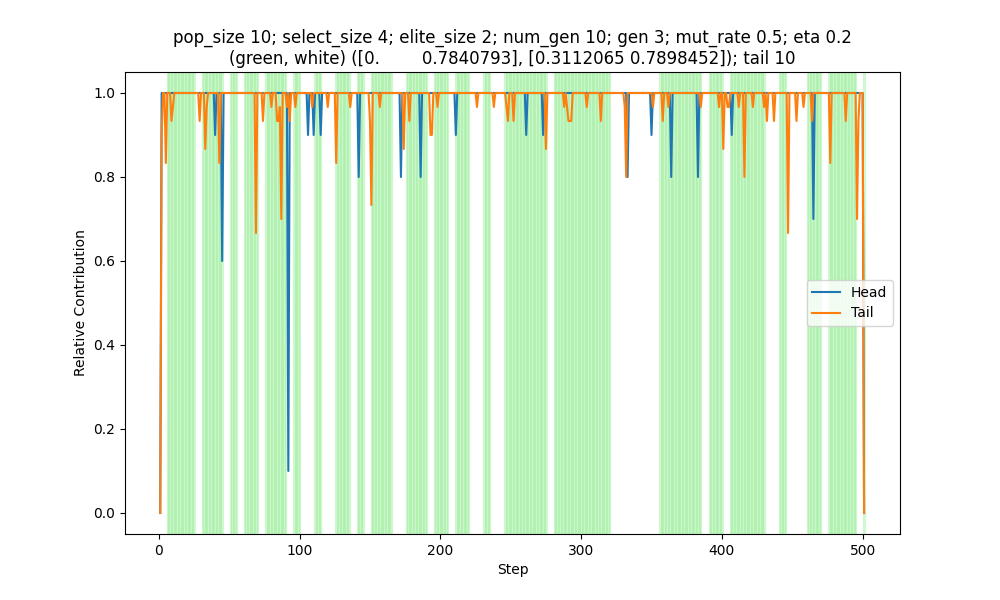 pop_size 10; select_size 4; elite_size 2; num_gen 10; gen 3; mut_rate 0.5; eta 0.2
(green, white) ([0.        0.7840793], [0.3112065 0.7898452]); tail 10
1.0
0.8
0.6
0.4
0.2
0.0
Relative Contribution
Head
Tail
0
100
200
300
400
500
Step